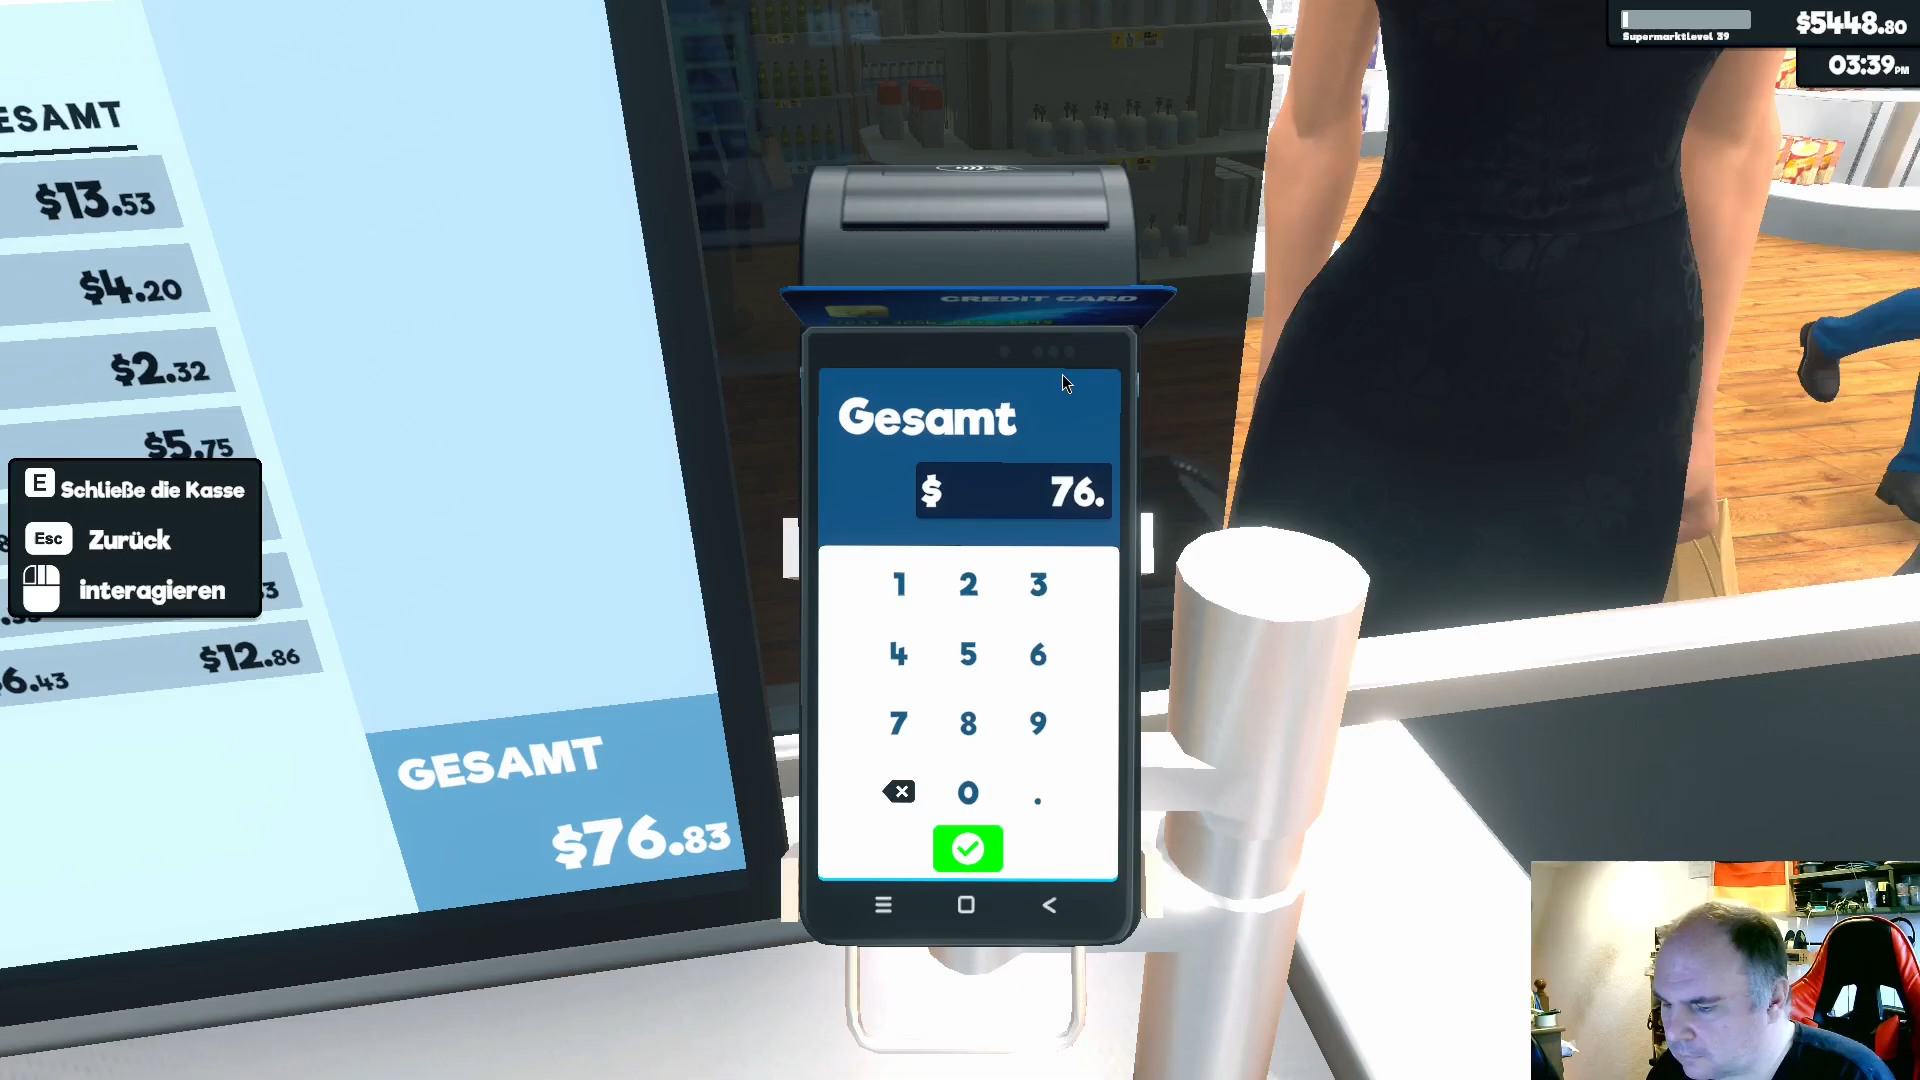 $5448.80
Supermarktlevel 39
03:39PM
ESAMT
$13.53
$4.20
$2.32
$5.75
E Schließe die Kasse
Esc Zurück
interagieren
3
6.43 $12.86
GESAMT
$76.83
CREDIT CARD
Gesamt
$ 76.
1 2 3
4 5 6
7 8 9
0 .